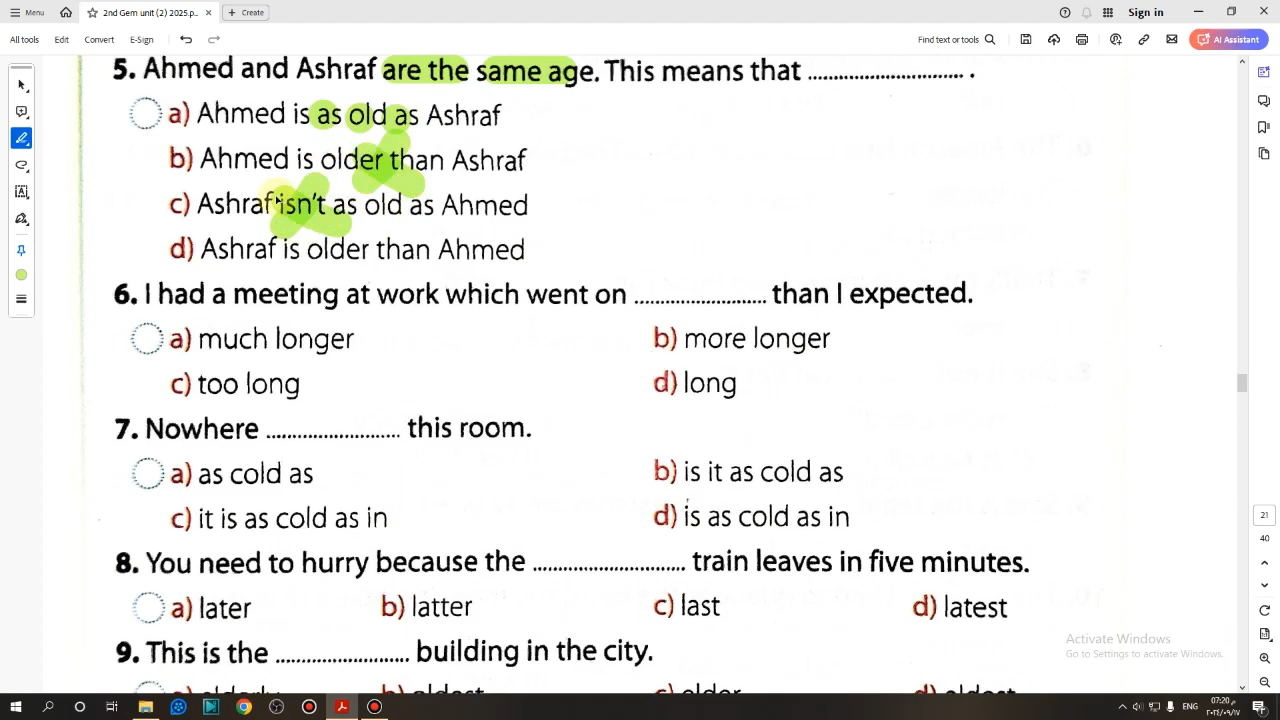 Menu
2nd Gem unit (2) 2025.p...
Create
Sign in
All tools
Edit
Convert
E-Sign
Find text or tools
AI Assistant
5. Ahmed and Ashraf are the same age. This means that ............................ .
a) Ahmed is as old as Ashraf
b) Ahmed is older than Ashraf
c) Ashraf isn't as old as Ahmed
d) Ashraf is older than Ahmed
6. I had a meeting at work which went on ........................ than I expected.
a) much longer
b) more longer
c) too long
d) long
7. Nowhere ........................ this room.
a) as cold as
b) is it as cold as
c) it is as cold as in
d) is as cold as in
8. You need to hurry because the ............................ train leaves in five minutes.
a) later
b) latter
c) last
d) latest
9. This is the ........................ building in the city.
21
40
Activate Windows
Go to Settings to activate Windows.
07:20